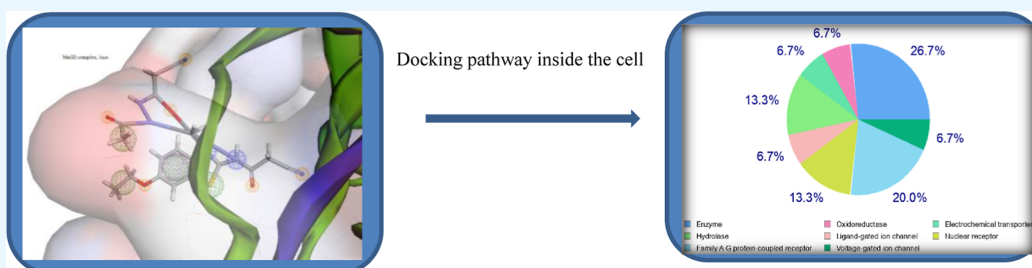 Docking pathway inside the cell
6.7%
6.7%
26.7%
13.3%
6.7%
6.7%
13.3%
20.0%
Enzyme
Oxidoreductase
Electrochemical transporter
Hydrolase
Ligand-gated ion channel
Nuclear receptor
Family A G protein-coupled receptor
Voltage-gated ion channel